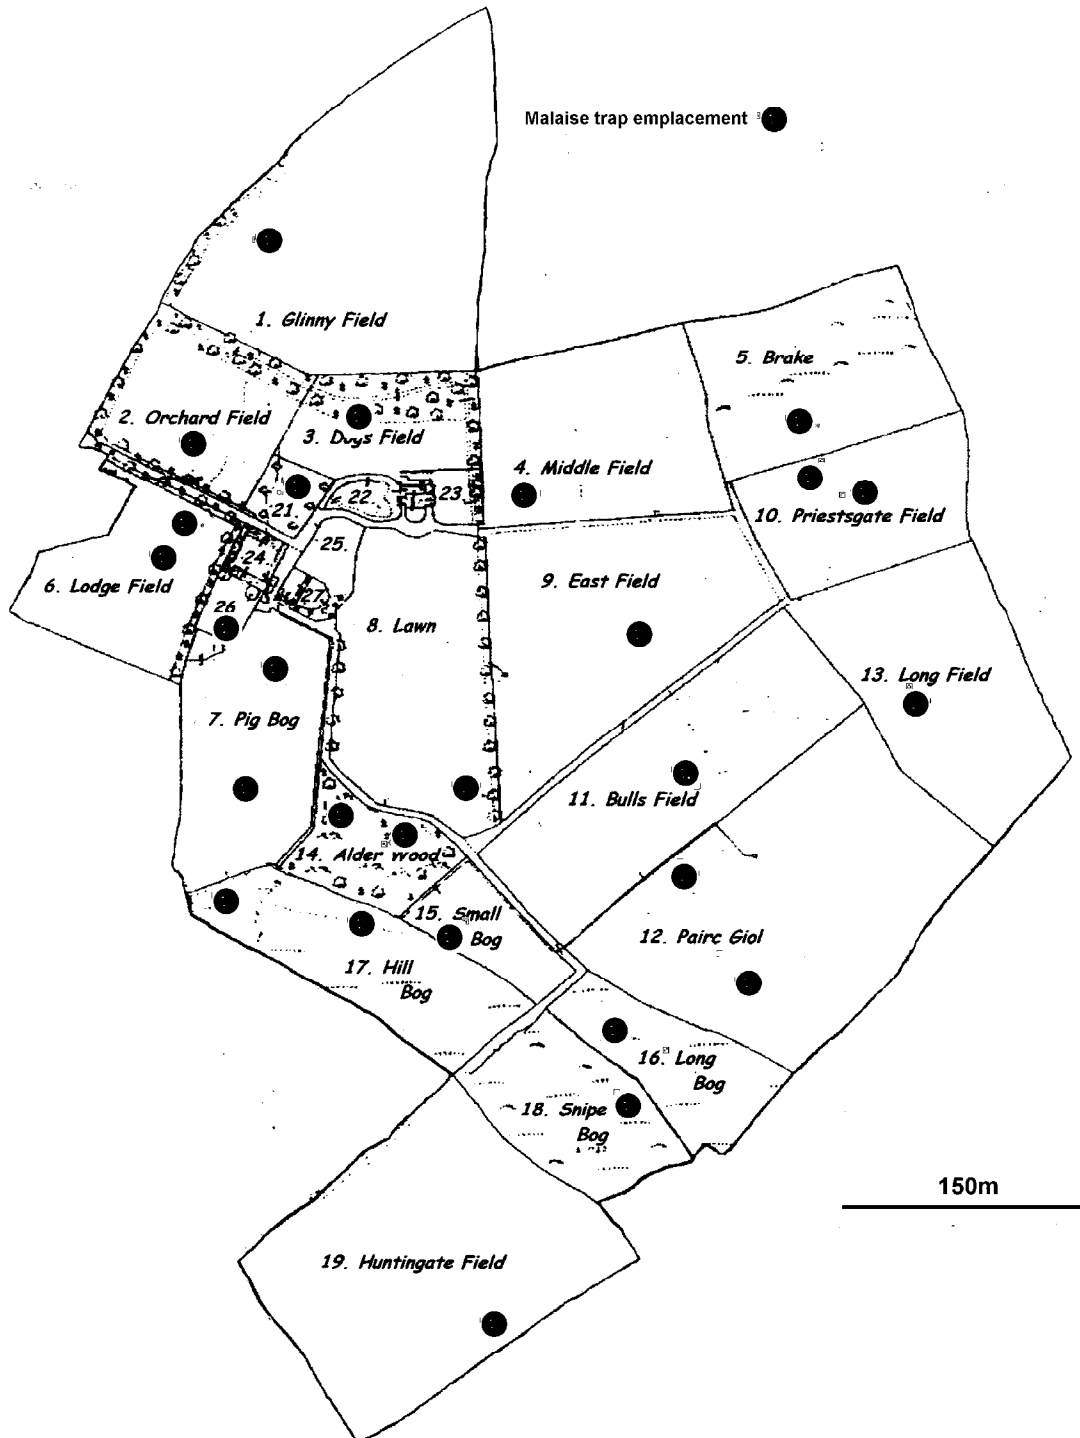 Malaise trap emplacement
1. Glinny Field
5. Brake
2. Orchard Field
3. Doys Field
4. Middle Field
21.
22.
23.
10. Priestsgate Field
24.
25.
6. Lodge Field
9. East Field
26
27.
8. Lawn
13. Long Field
7. Pig Bog
11. Bulls Field
14. Alder Wood
15. Small
Bog
12. Pairc Giol
17. Hill
Bog
16. Long
Bog
18. Snipe
Bog
150m
19. Huntingate Field